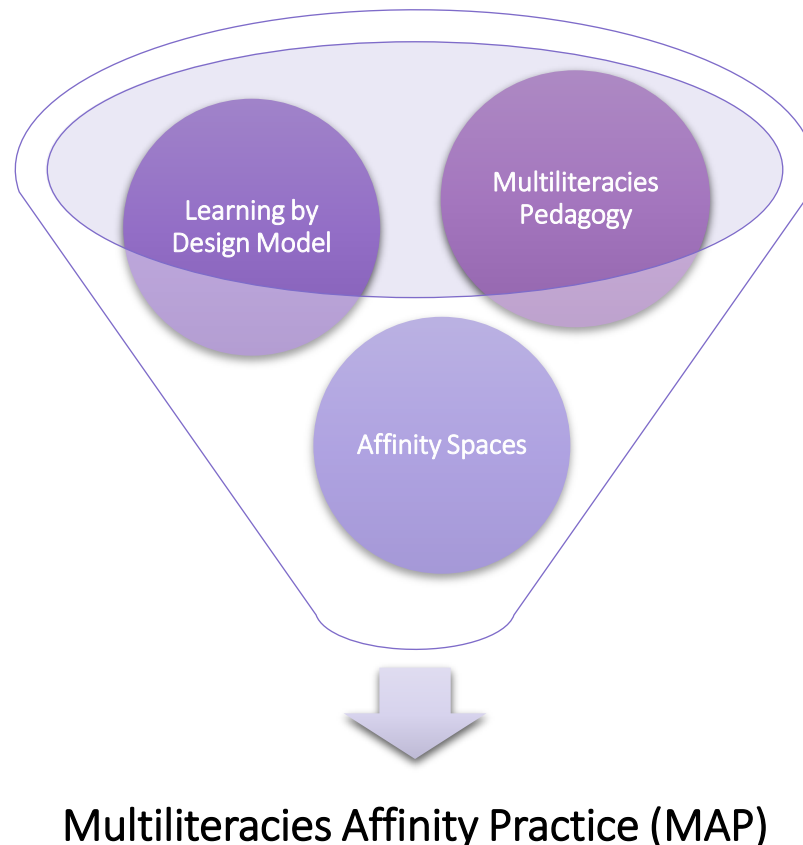 Learning by
Design Model
Multiliteracies
Pedagogy
Affinity Spaces
Multiliteracies Affinity Practice (MAP)